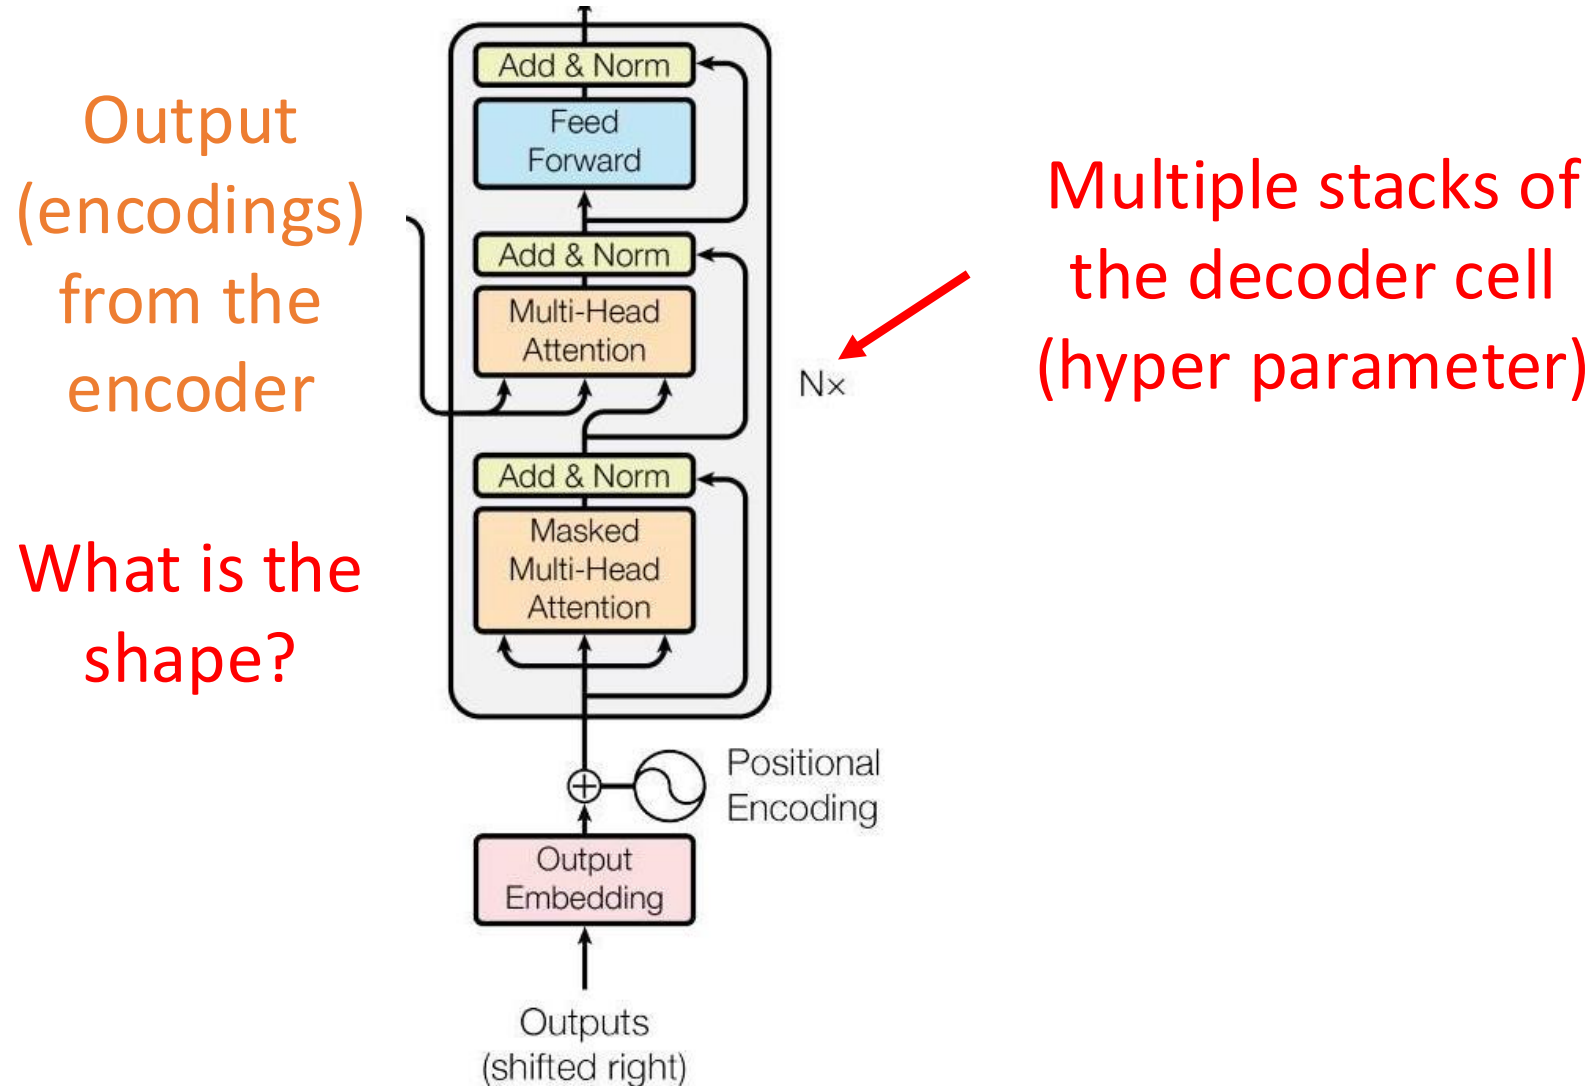 Output
(encodings)
from the
encoder
What is the
shape?
Add & Norm
Feed
Forward
Add & Norm
Multi-Head
Attention
Add & Norm
Masked
Multi-Head
Attention
Positional
Encoding
Output
Embedding
Outputs
(shifted right)
N×
Multiple stacks of
the decoder cell
(hyper parameter)